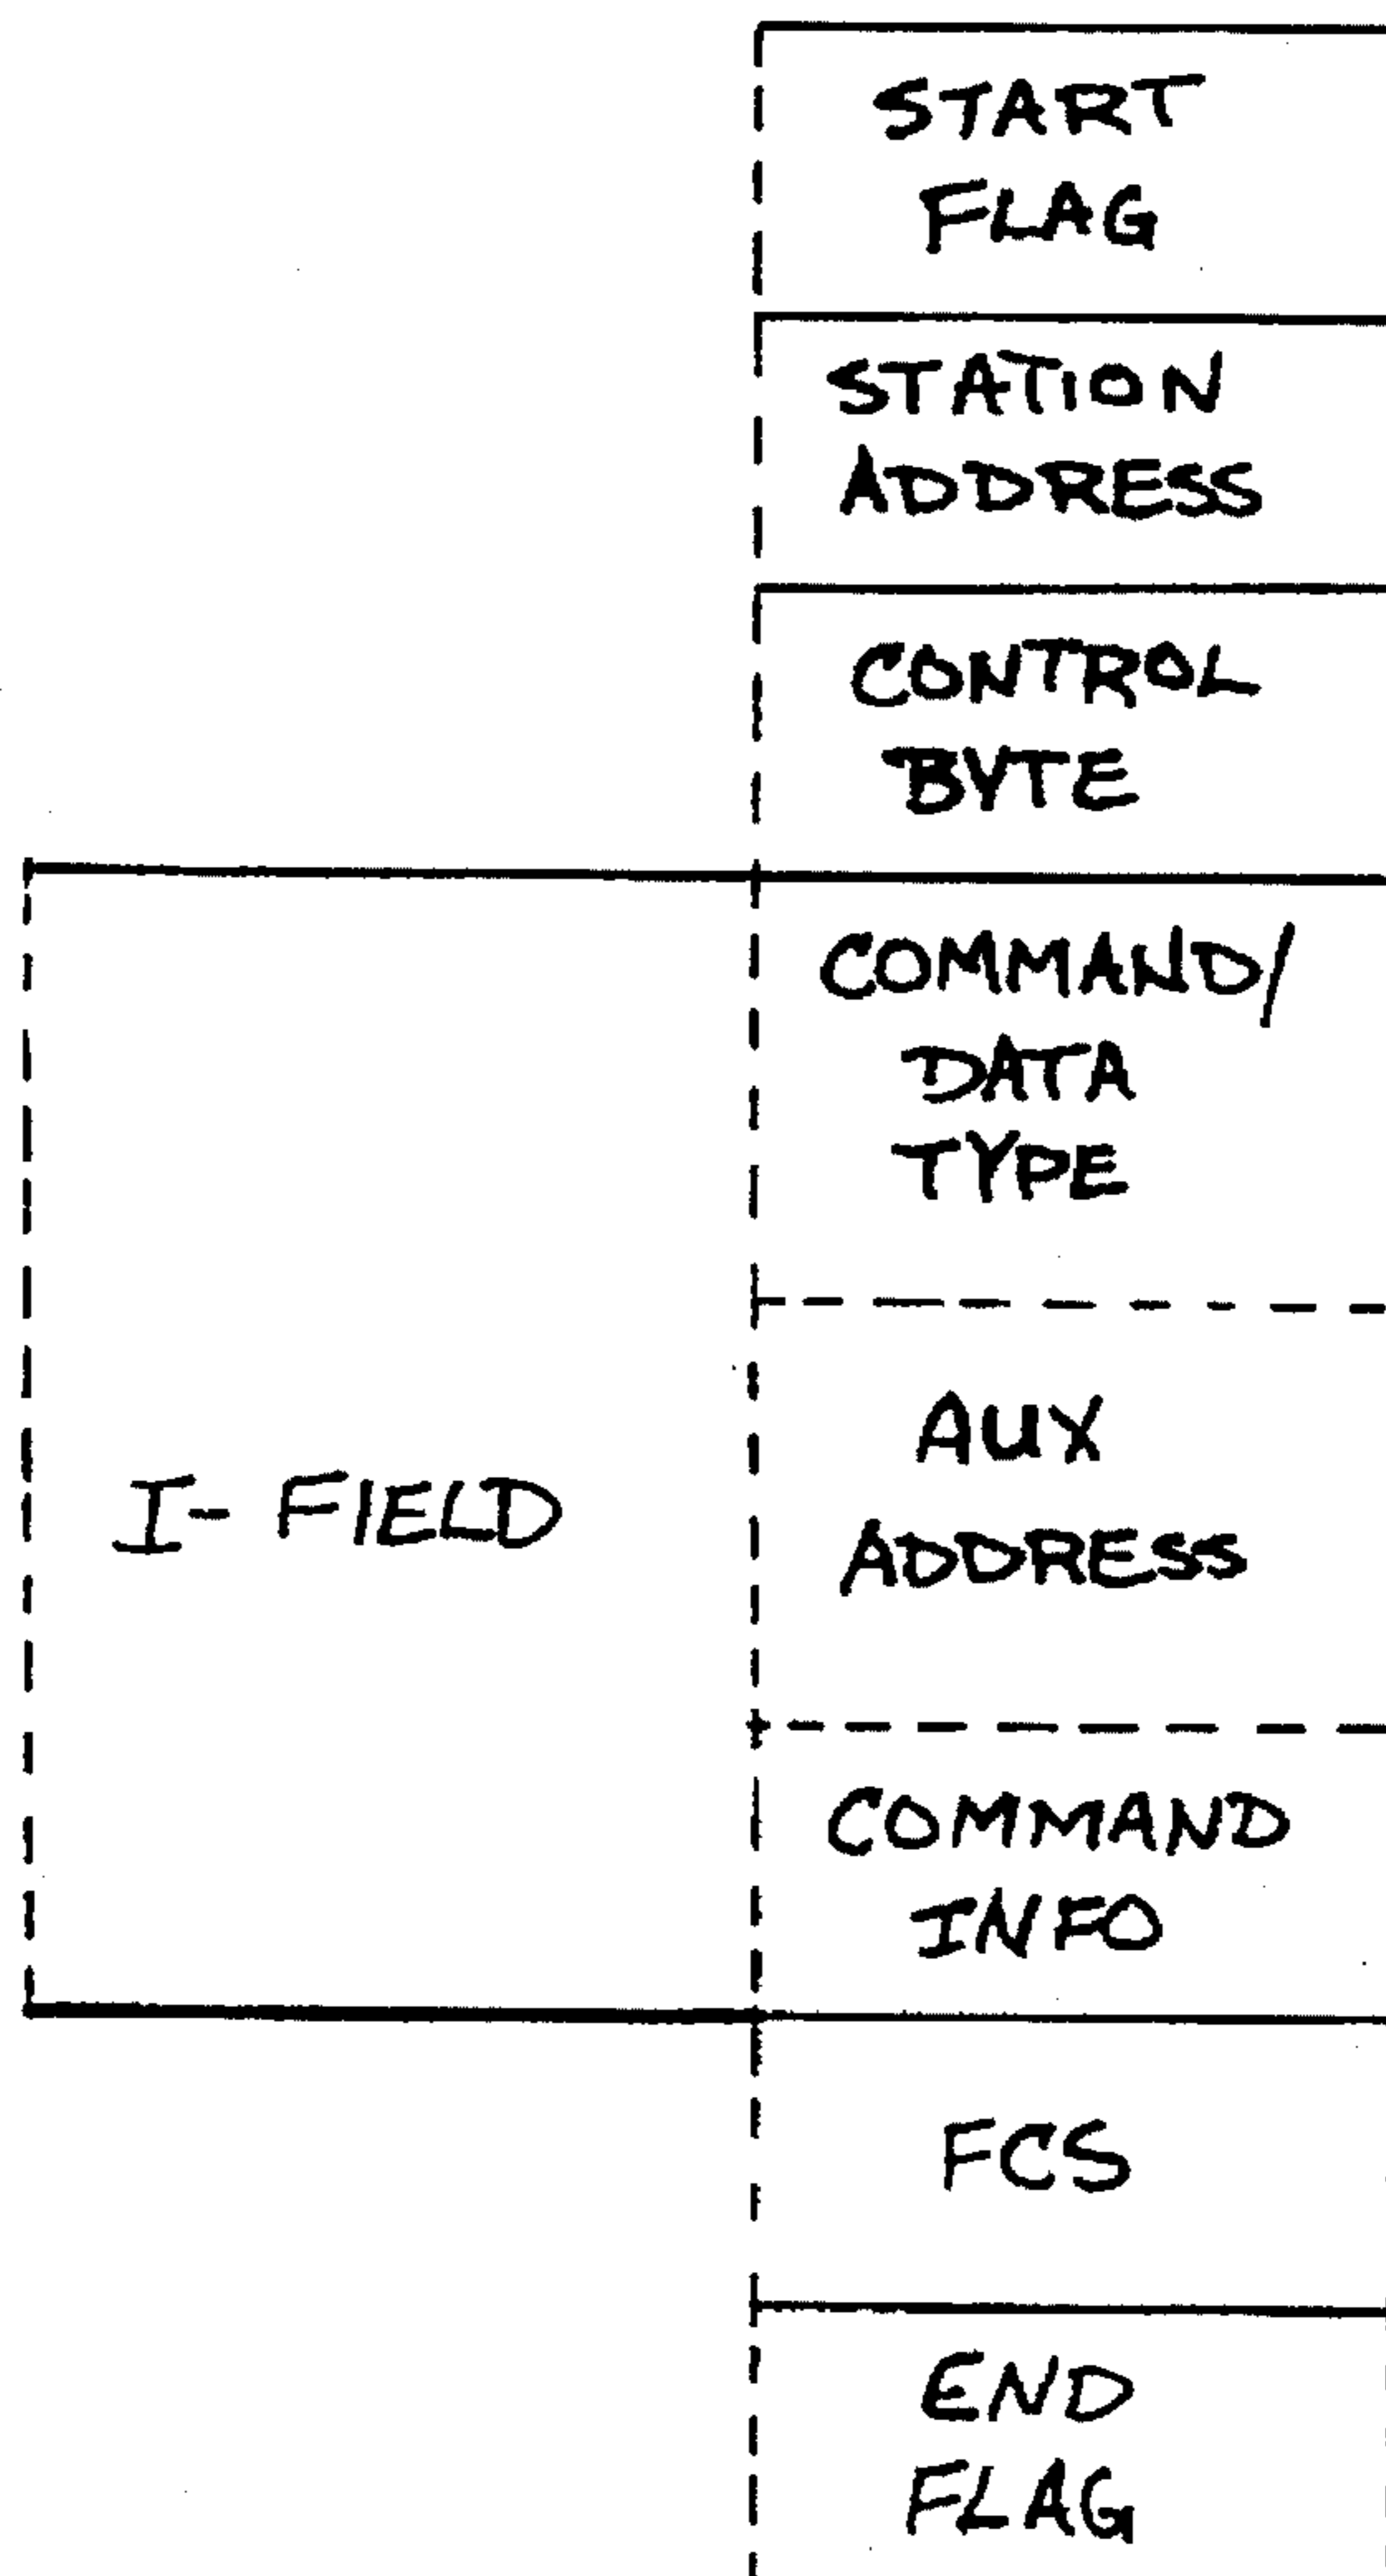 START
FLAG
STATION
ADDRESS
CONTROL
BYTE
COMMAND/
DATA
TYPE
AUX
I- FIELD
ADDRESS
COMMAND
INFO
FCS
END
FLAG